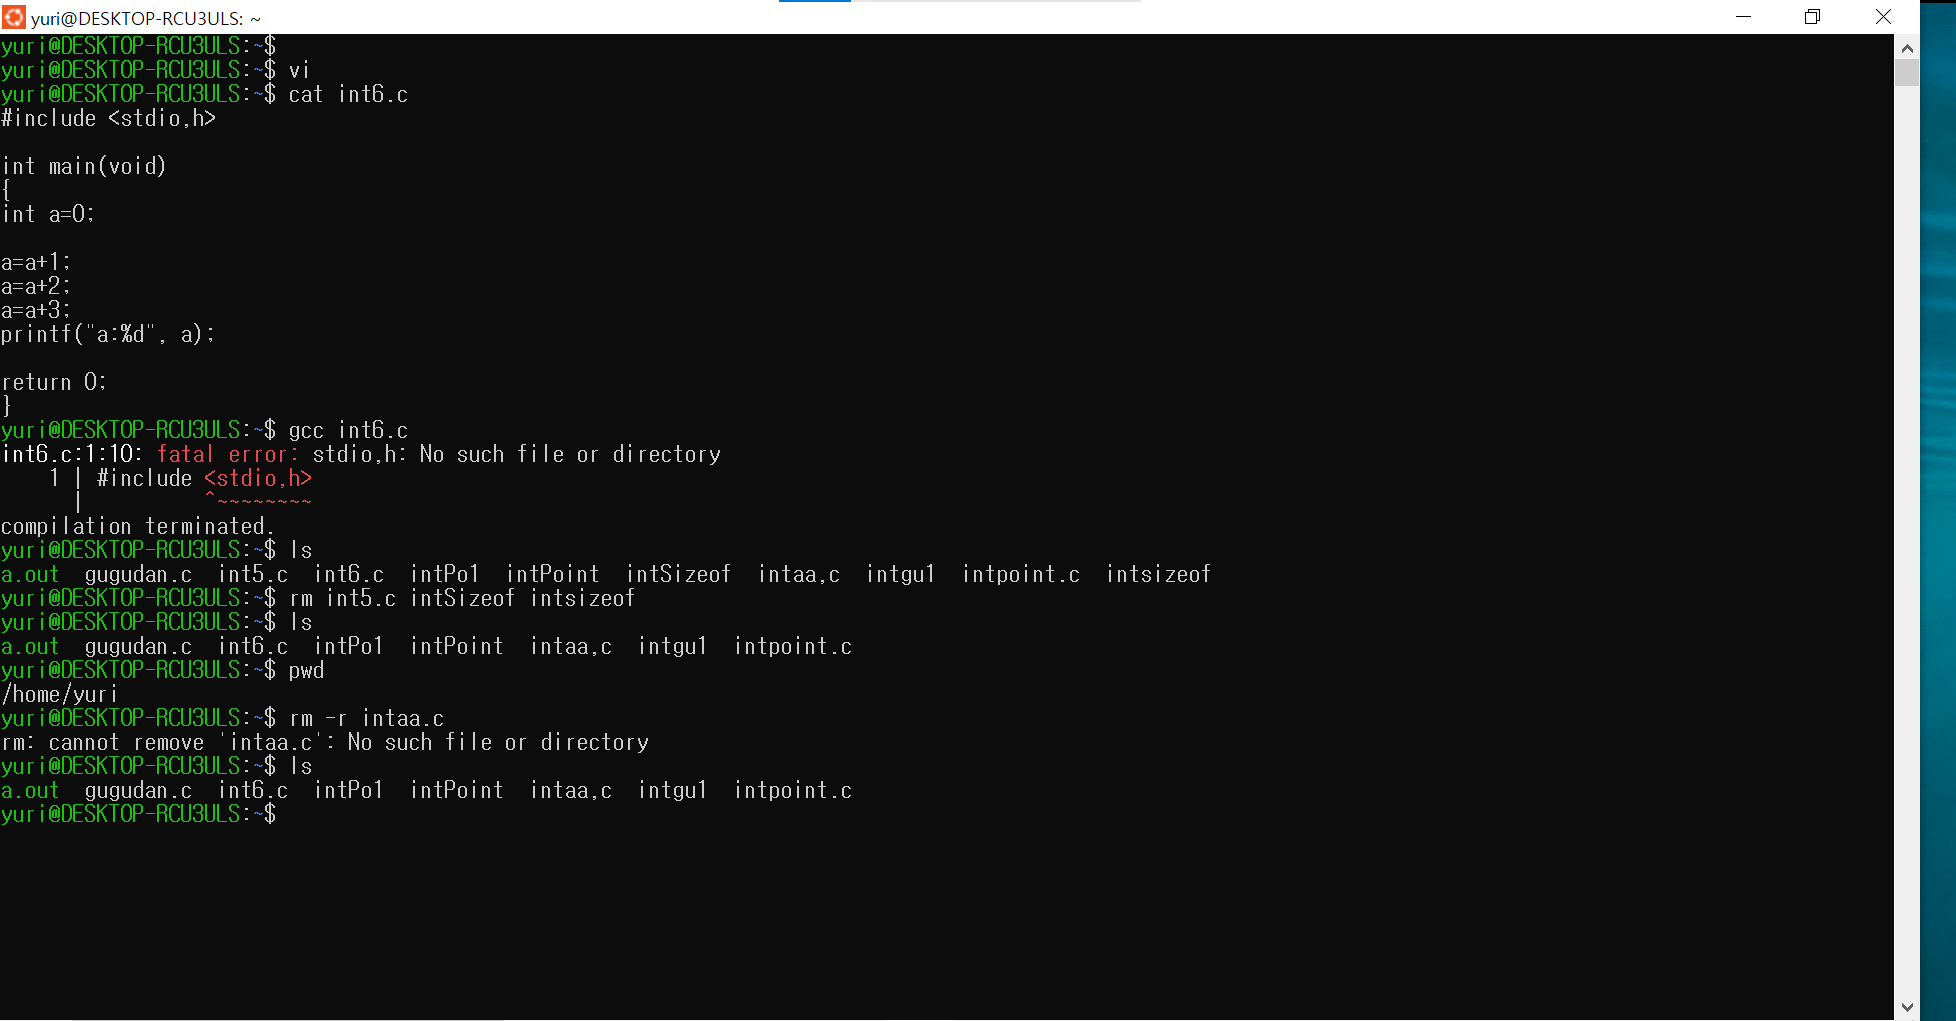 yuri@DESKTOP-RCU3ULS: ~
yuri@DESKTOP-RCU3ULS:~$
yuri@DESKTOP-RCU3ULS:~$ vi
yuri@DESKTOP-RCU3ULS:~$ cat int6.c
#include <stdio,h>
int main(void)
{
int a=0;
a=a+1;
a=a+2;
a=a+3;
printf("a:%d", a);
return 0;
}
yuri@DESKTOP-RCU3ULS:~$ gcc int6.c
int6.c:1:10: fatal error: stdio,h: No such file or directory
    1 | #include <stdio,h>
      |          ^~~~~~~~~
compilation terminated.
yuri@DESKTOP-RCU3ULS:~$ ls
a.out  gugudan.c  int5.c  int6.c  intPo1  intPoint  intSizeof  intaa,c  intgu1  intpoint.c  intsizeof
yuri@DESKTOP-RCU3ULS:~$ rm int5.c intSizeof intsizeof
yuri@DESKTOP-RCU3ULS:~$ ls
a.out  gugudan.c  int6.c  intPo1  intPoint  intaa,c  intgu1  intpoint.c
yuri@DESKTOP-RCU3ULS:~$ pwd
/home/yuri
yuri@DESKTOP-RCU3ULS:~$ rm -r intaa.c
rm: cannot remove 'intaa.c': No such file or directory
yuri@DESKTOP-RCU3ULS:~$ ls
a.out  gugudan.c  int6.c  intPo1  intPoint  intaa,c  intgu1  intpoint.c
yuri@DESKTOP-RCU3ULS:~$